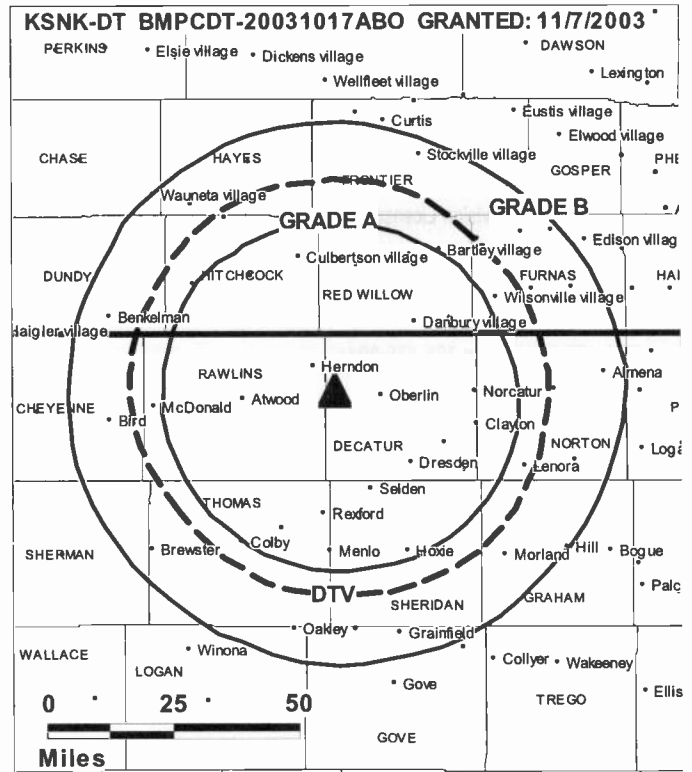 KSNK-DT BMPCDT-20031017ABO GRANTED: 11/7/2003
PERKINS
Elsie village
Dickens village
DAWSON
Wellfleet village
Lexington
Curtis
Eustis village
Elwood village
CHASE
HAYES
Stockville village
GOSPER
PHE
FRONTIER
Wauneta village
GRADE A
GRADE B
A
Edison villag
Culbertson village
Bartley village
DUNDY
HITCHCOCK
FURNAS
HAI
RED WILLOW
Wilsonville village
Benkelman
Danbury village
Haigler village
Herndon
RAWLINS
Almena
Atwood
Oberlin
Norcatur
CHEYENNE
McDonald
P
Bird
Clayton
DECATUR
NORTON
Loga
Dresden
Lenora
Selden
THOMAS
Rexford
Colby
SHERMAN
Brewster
Menlo
Hoxie
Morland
Hill
Bogue
DTV
Palc
SHERIDAN
GRAHAM
Oakley
Grainfield
WALLACE
Winona
Collyer
Wakeeney
LOGAN
Gove
Ellis
TREGO
0 25 50
GOVE
Miles